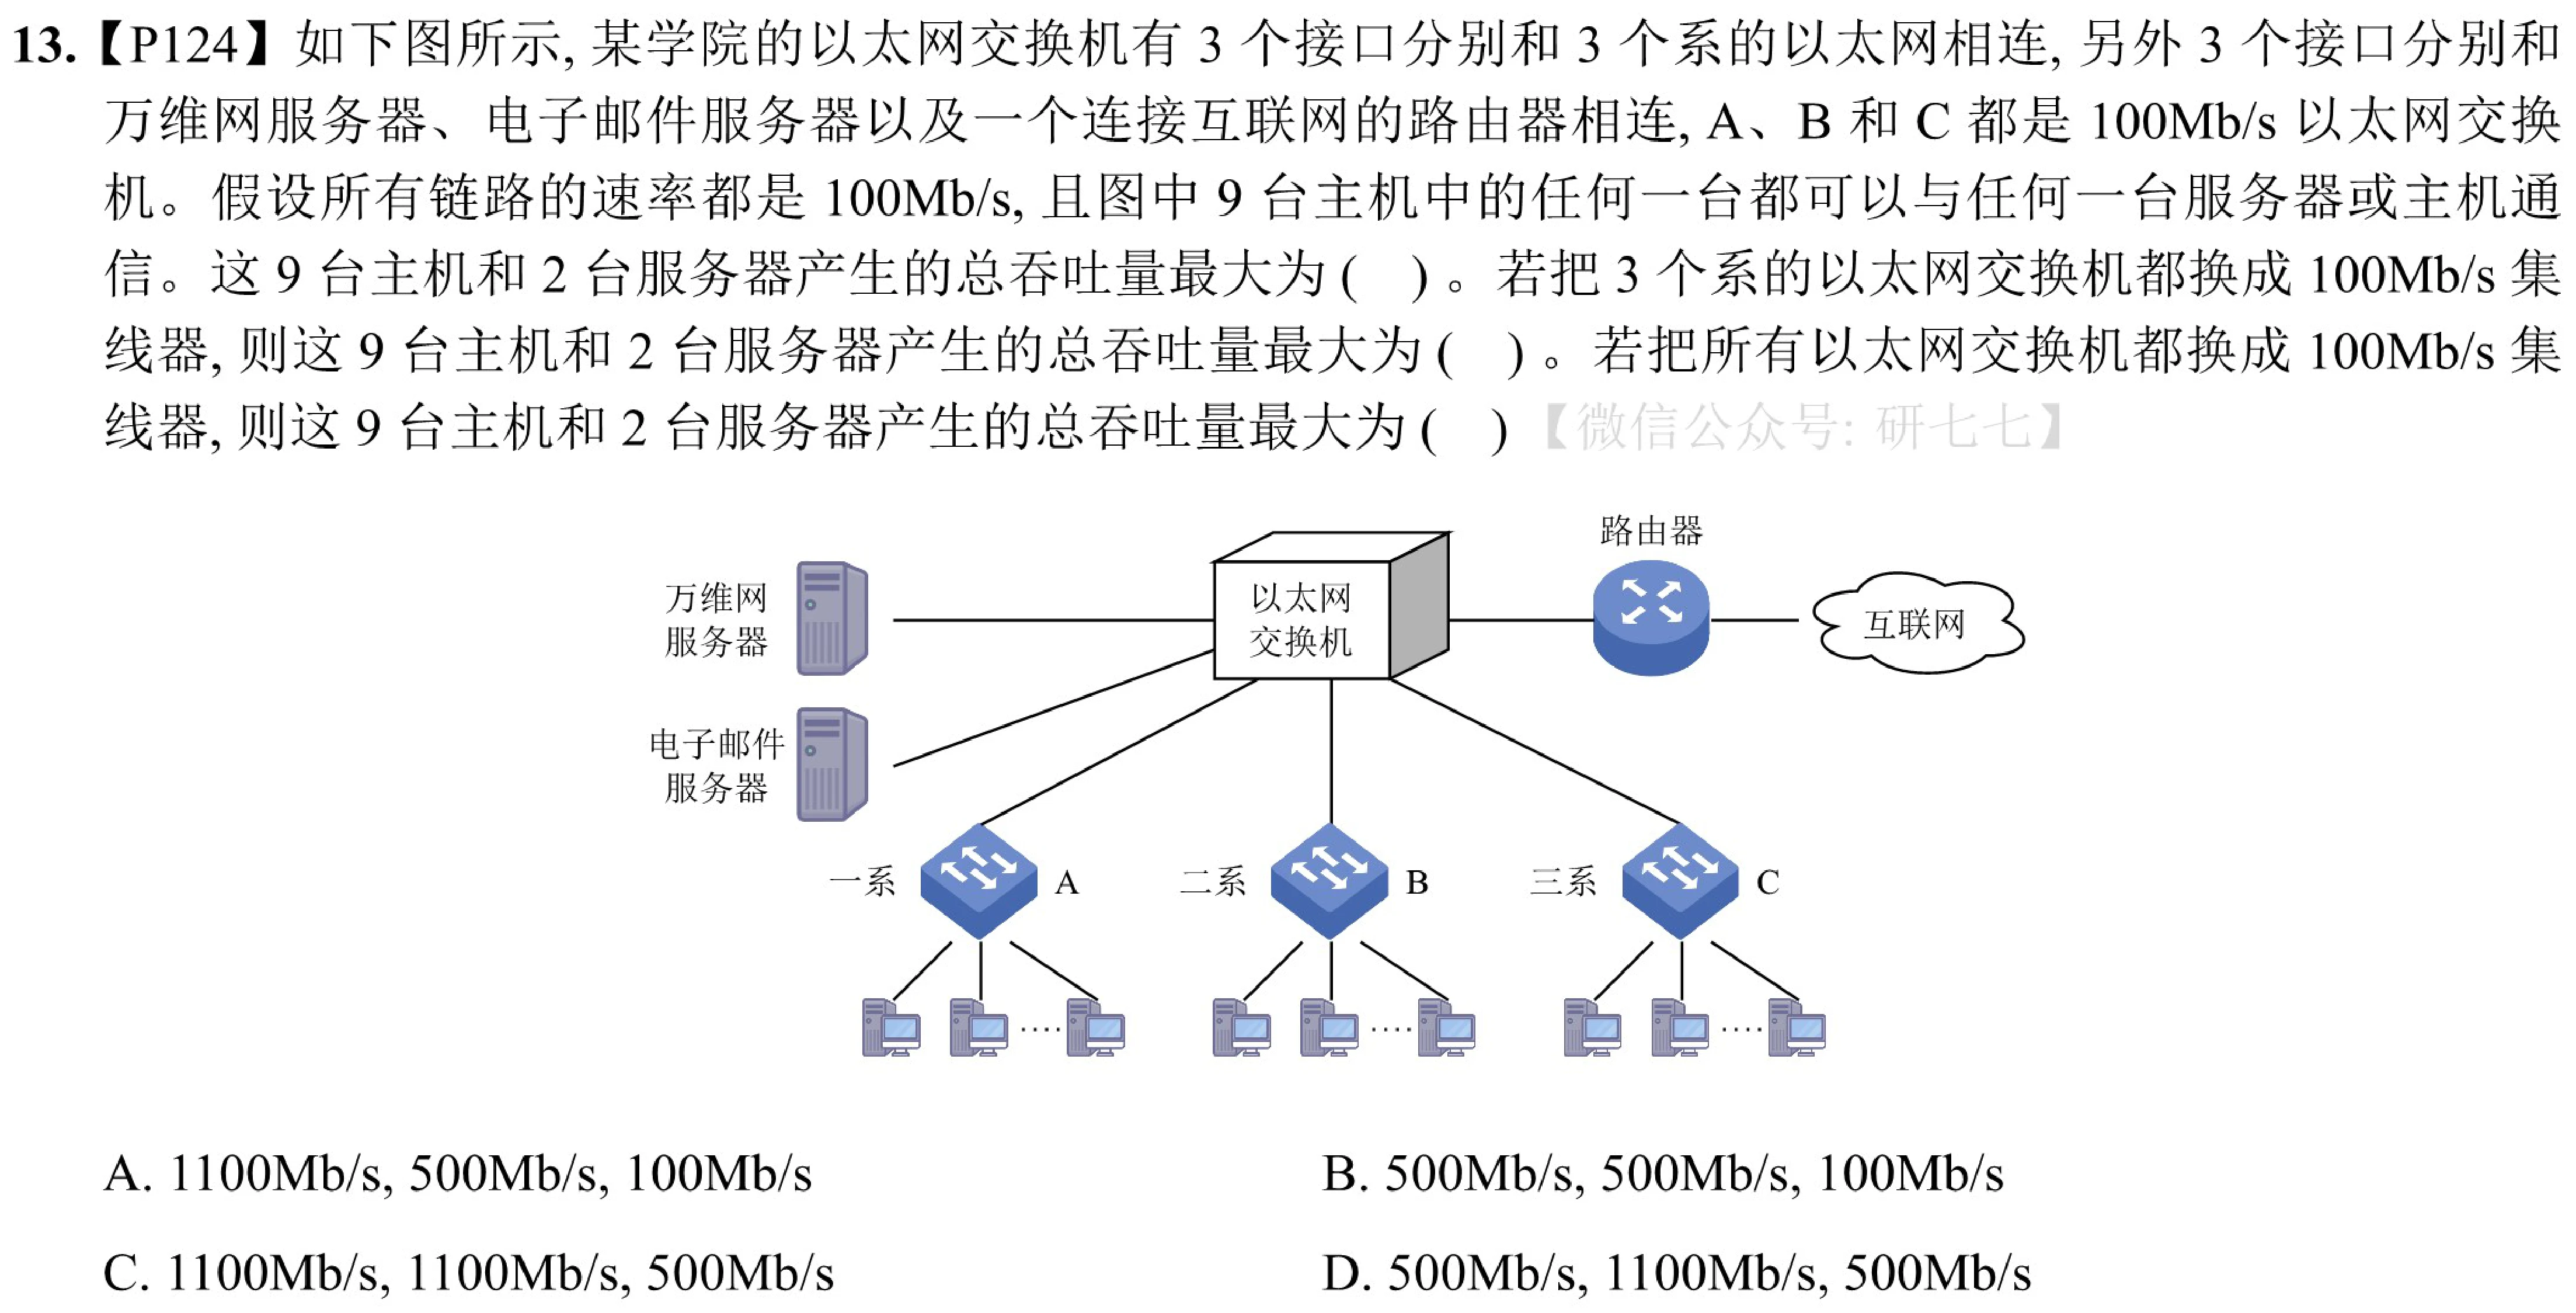 13.【P124】如下图所示, 某学院的以太网交换机有 3 个接口分别和 3 个系的以太网相连, 另外 3 个接口分别和
万维网服务器、电子邮件服务器以及一个连接互联网的路由器相连, A、B 和 C 都是 100Mb/s 以太网交换
机。假设所有链路的速率都是 100Mb/s, 且图中 9 台主机中的任何一台都可以与任何一台服务器或主机通
信。这 9 台主机和 2 台服务器产生的总吞吐量最大为 ( ) 。若把 3 个系的以太网交换机都换成 100Mb/s 集
线器, 则这 9 台主机和 2 台服务器产生的总吞吐量最大为 ( ) 。若把所有以太网交换机都换成 100Mb/s 集
线器, 则这 9 台主机和 2 台服务器产生的总吞吐量最大为 ( ) 【微信公众号: 研七七】
路由器
万维网
服务器
以太网
交换机
互联网
电子邮件
服务器
一系 A 二系 B 三系 C
A. 1100Mb/s, 500Mb/s, 100Mb/s
B. 500Mb/s, 500Mb/s, 100Mb/s
C. 1100Mb/s, 1100Mb/s, 500Mb/s
D. 500Mb/s, 1100Mb/s, 500Mb/s